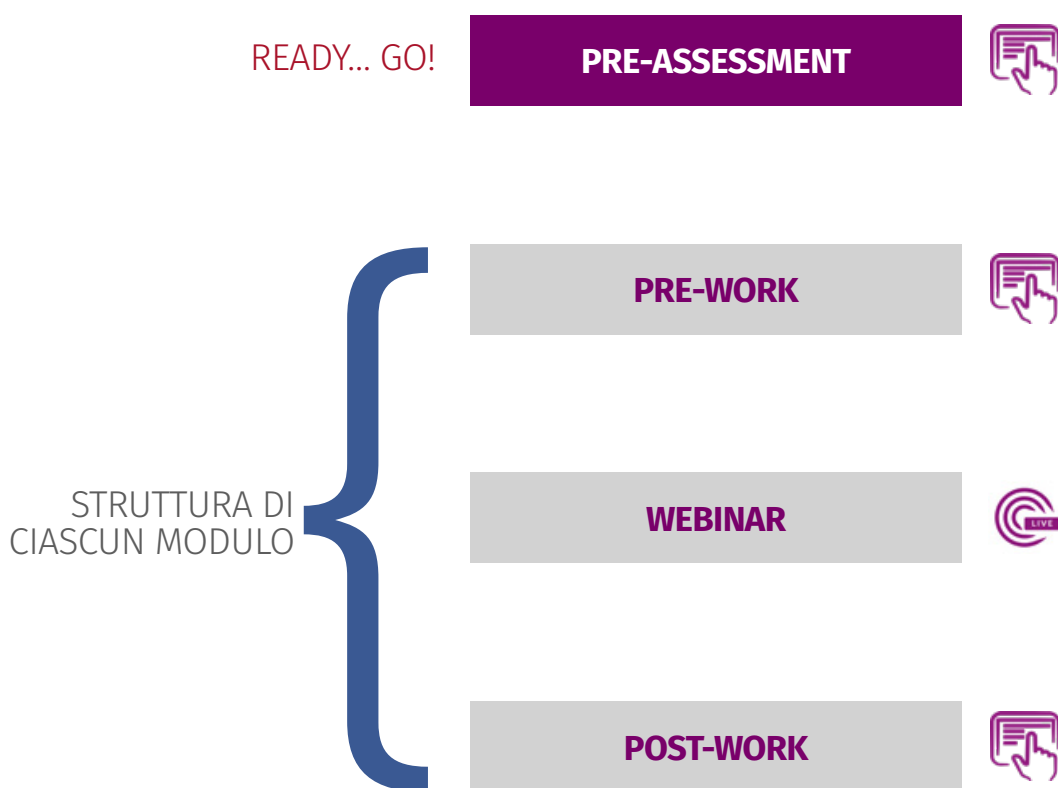 READY... GO!
PRE-ASSESSMENT
PRE-WORK
STRUTTURA DI
CIASCUN MODULO
WEBINAR
LIVE
POST-WORK